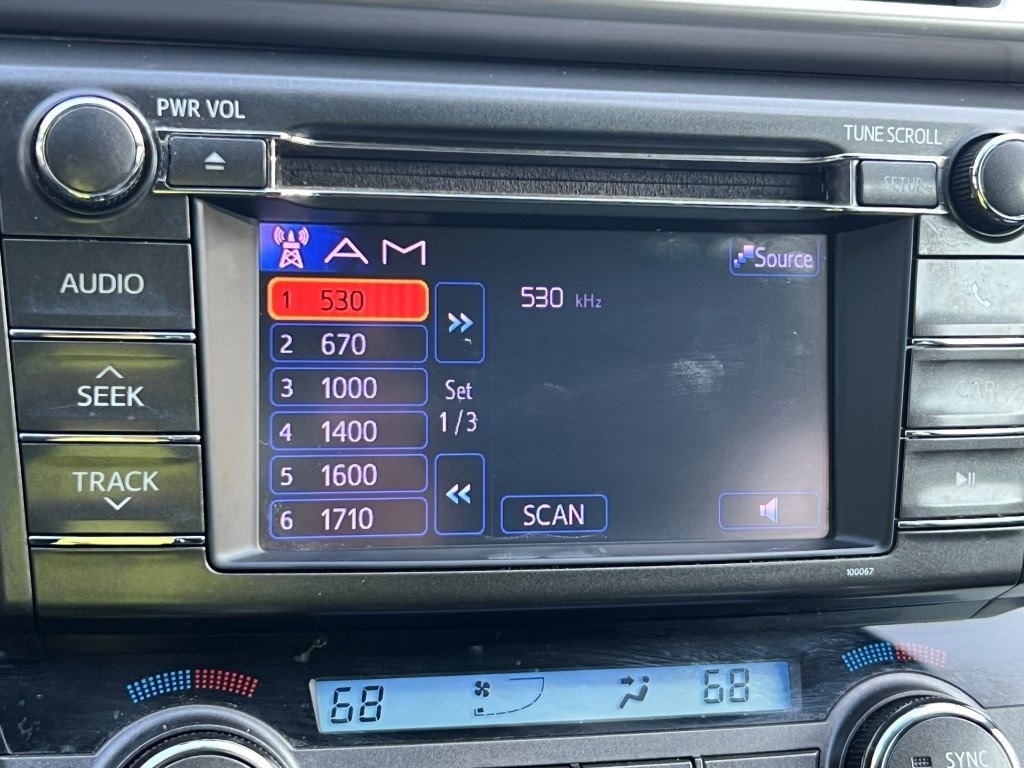 PWR VOL
TUNE SCROLL
SETUP
AM
Source
AUDIO
1 530
530 kHz
2 670
SEEK
3 1000
Set
CAR
1/3
4 1400
TRACK
5 1600
6 1710
SCAN
100067
68
68
SYNC